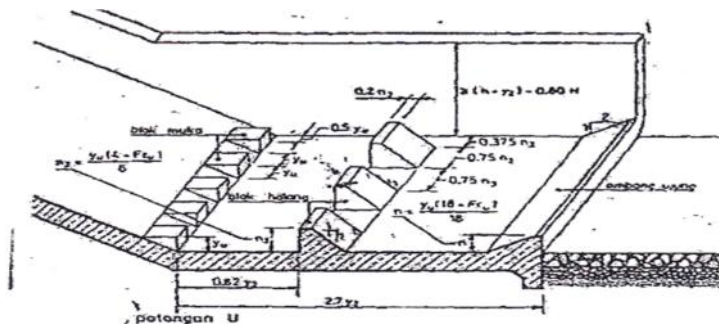 ≥ (h - y₂) - 0.60 H
0.2 n₃
0.5 yᵤ
blok muka
2
1
0.375 n₃
0.75 n₃
0.75 n₃
yᵤ
yᵤ
n₃ = yᵤ(4 + Frᵤ) / 6
blok halang
n = yᵤ(18 + Frᵤ) / 18
ambang ujung
yᵤ
n₃
n
0.82 y₂
2.7 y₂
potongan U